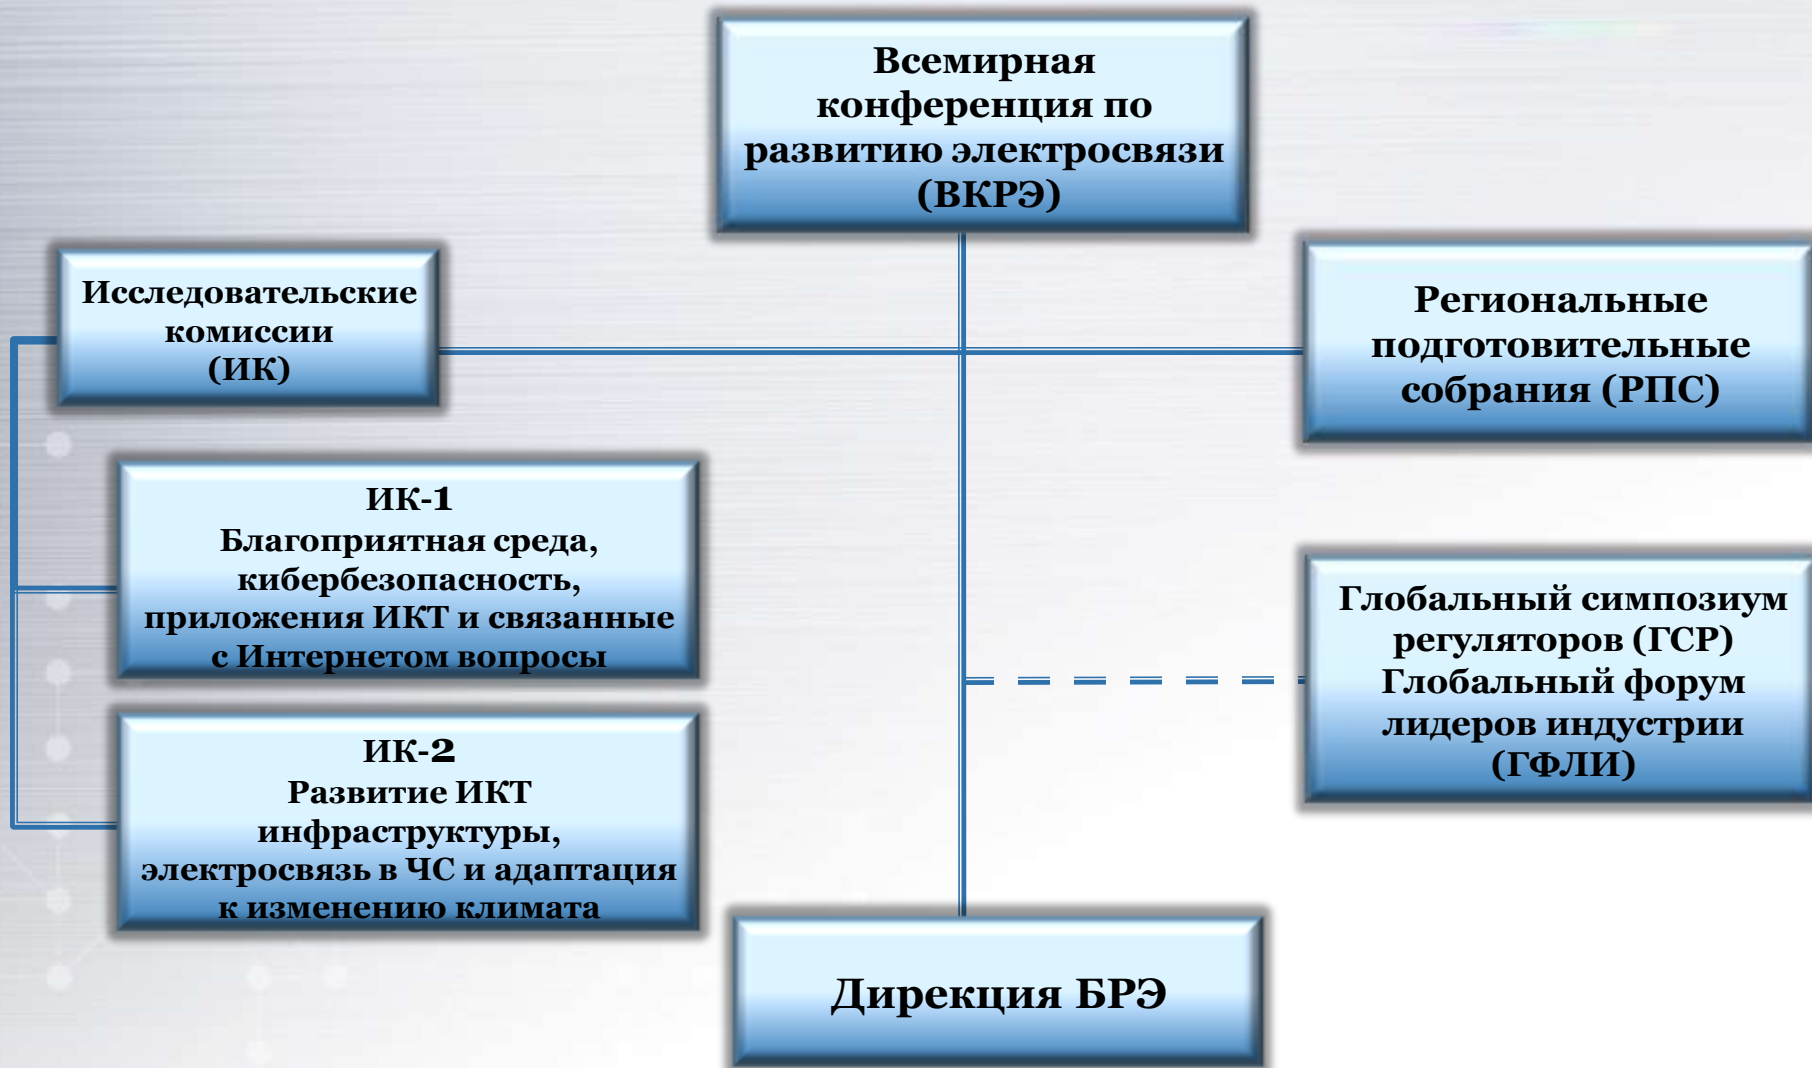 Всемирная
конференция по
развитию электросвязи
(ВКРЭ)
Исследовательские
комиссии
(ИК)
Региональные
подготовительные
собрания (РПС)
ИК-1
Благоприятная среда,
кибербезопасность,
приложения ИКТ и связанные
с Интернетом вопросы
Глобальный симпозиум
регуляторов (ГСР)
Глобальный форум
лидеров индустрии
(ГФЛИ)
ИК-2
Развитие ИКТ
инфраструктуры,
электросвязь в ЧС и адаптация
к изменению климата
Дирекция БРЭ